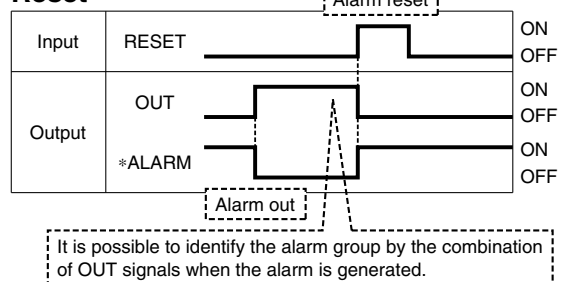 Reset
Alarm reset
Input RESET ON
OFF
Output OUT ON
OFF
*ALARM ON
OFF
Alarm out
It is possible to identify the alarm group by the combination
of OUT signals when the alarm is generated.